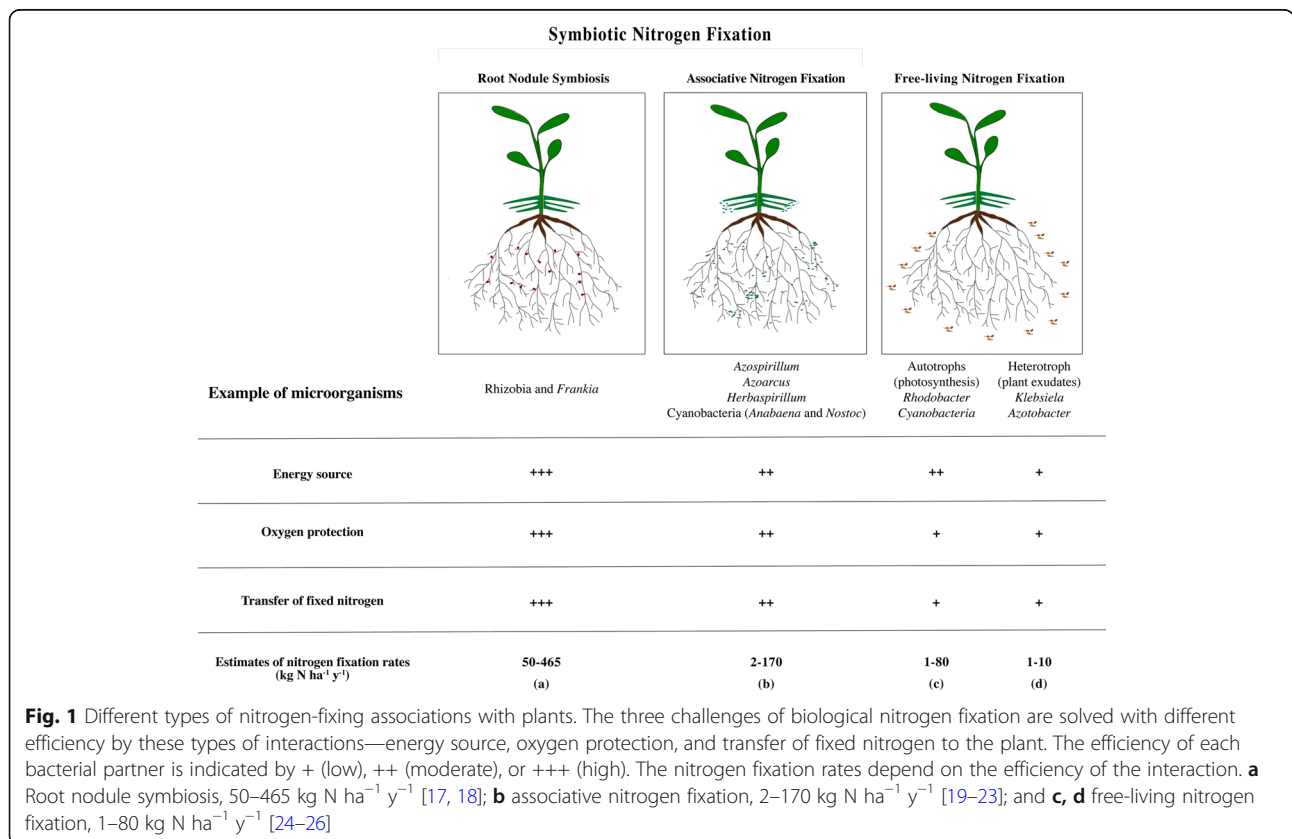 Symbiotic Nitrogen Fixation
Root Nodule Symbiosis
Associative Nitrogen Fixation
Free-living Nitrogen Fixation
Example of microorganisms
Rhizobia and Frankia
Azospirillum
Azoarcus
Herbaspirillum
Cyanobacteria (Anabaena and Nostoc)
Autotrophs
(photosynthesis)
Rhodobacter
Cyanobacteria
Heterotroph
(plant exudates)
Klebsiela
Azotobacter
Energy source +++ ++ ++ +
Oxygen protection +++ ++ + +
Transfer of fixed nitrogen +++ ++ + +
Estimates of nitrogen fixation rates 50-465 2-170 1-80 1-10
(kg N ha⁻¹ y⁻¹) (a) (b) (c) (d)
Fig. 1 Different types of nitrogen-fixing associations with plants. The three challenges of biological nitrogen fixation are solved with different
efficiency by these types of interactions—energy source, oxygen protection, and transfer of fixed nitrogen to the plant. The efficiency of each
bacterial partner is indicated by + (low), ++ (moderate), or +++ (high). The nitrogen fixation rates depend on the efficiency of the interaction. a
Root nodule symbiosis, 50–465 kg N ha⁻¹ y⁻¹ [17, 18]; b associative nitrogen fixation, 2–170 kg N ha⁻¹ y⁻¹ [19–23]; and c, d free-living nitrogen
fixation, 1–80 kg N ha⁻¹ y⁻¹ [24–26]